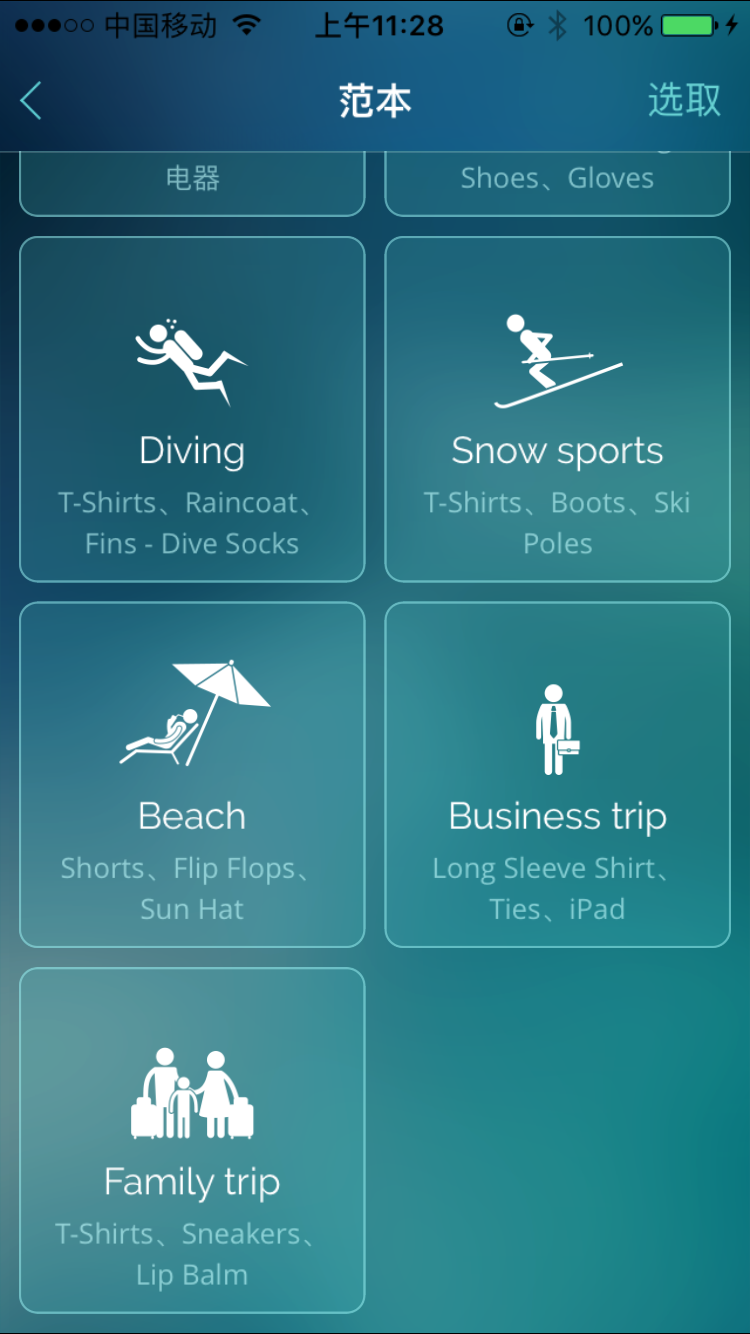 中国移动
上午11:28
100%
范本
选取
电器
Shoes、Gloves
Diving
T-Shirts、Raincoat、
Fins - Dive Socks
Snow sports
T-Shirts、Boots、Ski
Poles
Beach
Shorts、Flip Flops、
Sun Hat
Business trip
Long Sleeve Shirt、
Ties、iPad
Family trip
T-Shirts、Sneakers、
Lip Balm